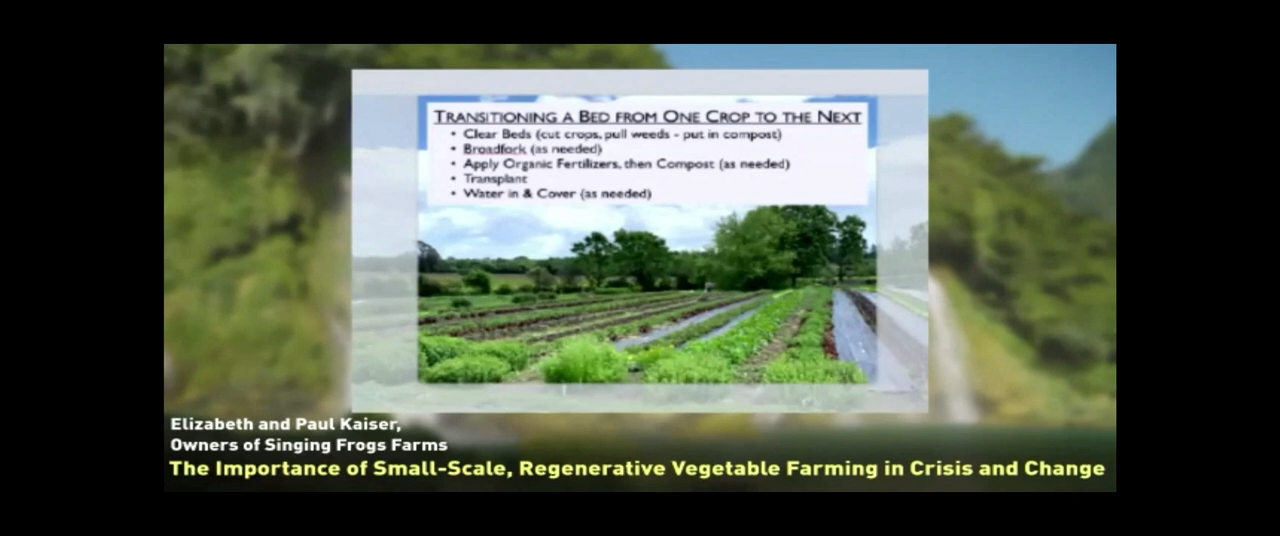 TRANSITIONING A BED FROM ONE CROP TO THE NEXT
• Clear Beds (cut crops, pull weeds - put in compost)
• Broadfork (as needed)
• Apply Organic Fertilizers, then Compost (as needed)
• Transplant
• Water in & Cover (as needed)
Elizabeth and Paul Kaiser,
Owners of Singing Frogs Farms
The Importance of Small-Scale, Regenerative Vegetable Farming in Crisis and Change